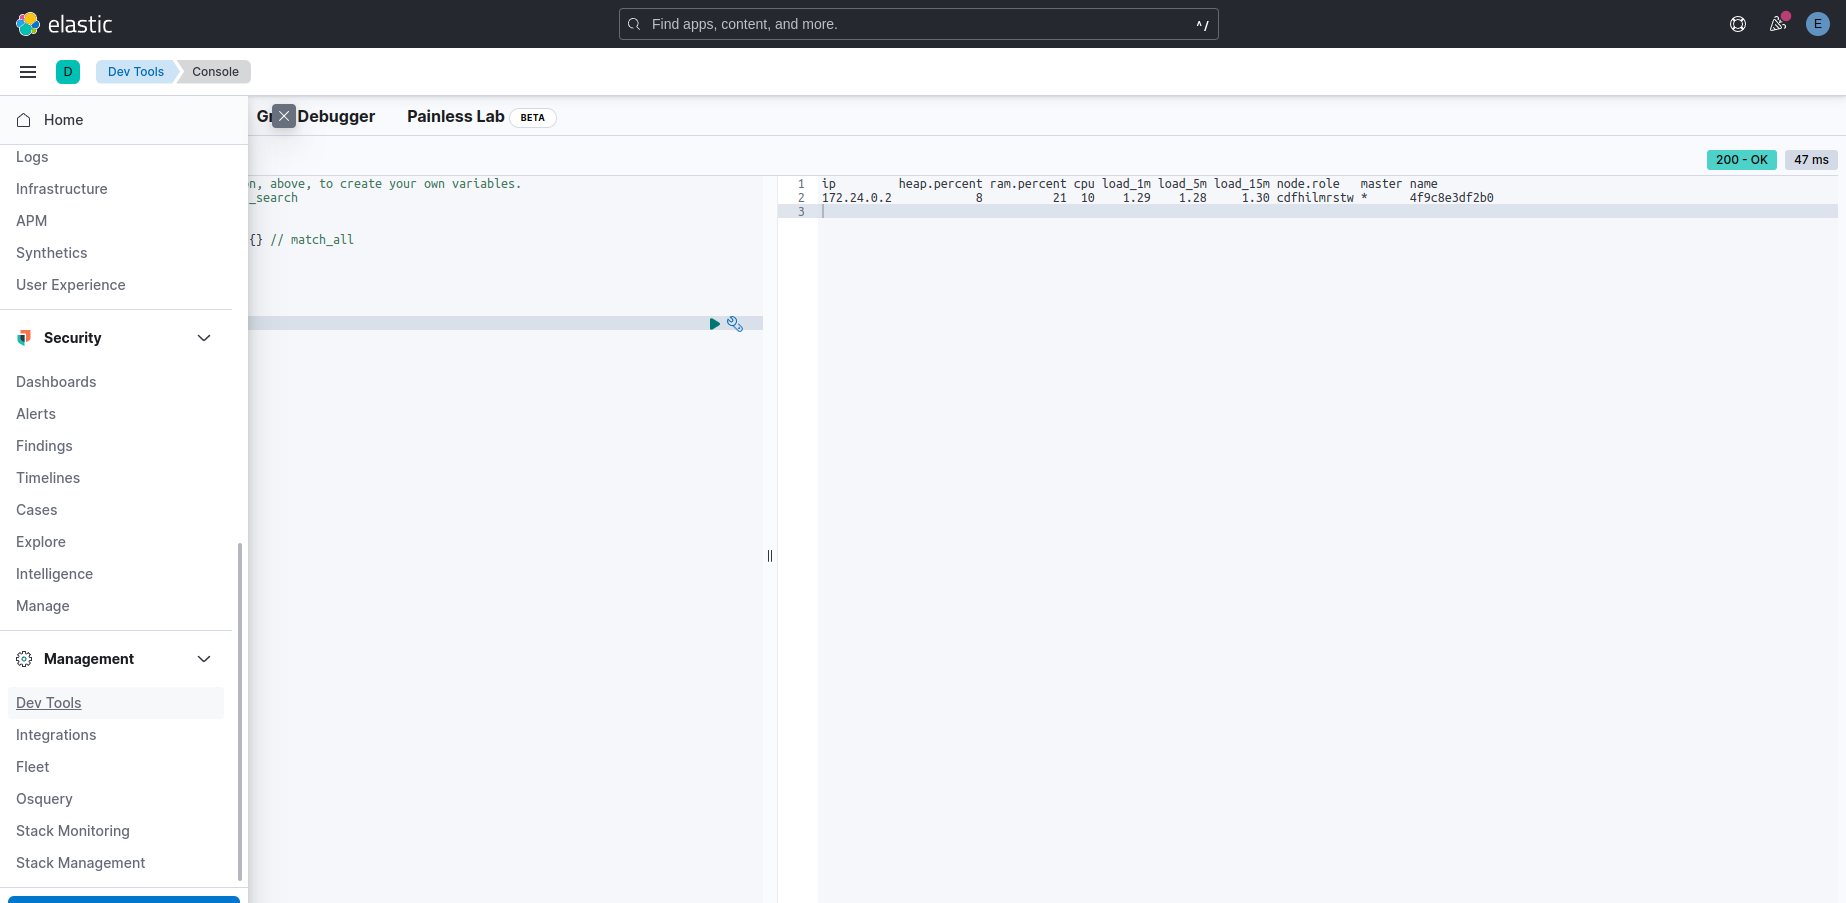 elastic
Find apps, content, and more.
^/
E
D
Dev Tools
Console
Home
Debugger
Painless Lab
BETA
200 - OK
47 ms
Logs
Infrastructure
APM
Synthetics
User Experience
Security
Dashboards
Alerts
Findings
Timelines
Cases
Explore
Intelligence
Manage
Management
Dev Tools
Integrations
Fleet
Osquery
Stack Monitoring
Stack Management
, above, to create your own variables.
_search
{} // match_all
1 ip heap.percent ram.percent cpu load_1m load_5m load_15m node.role master name
2 172.24.0.2 8 21 10 1.29 1.28 1.30 cdfhilmrstw * 4f9c8e3df2b0
3